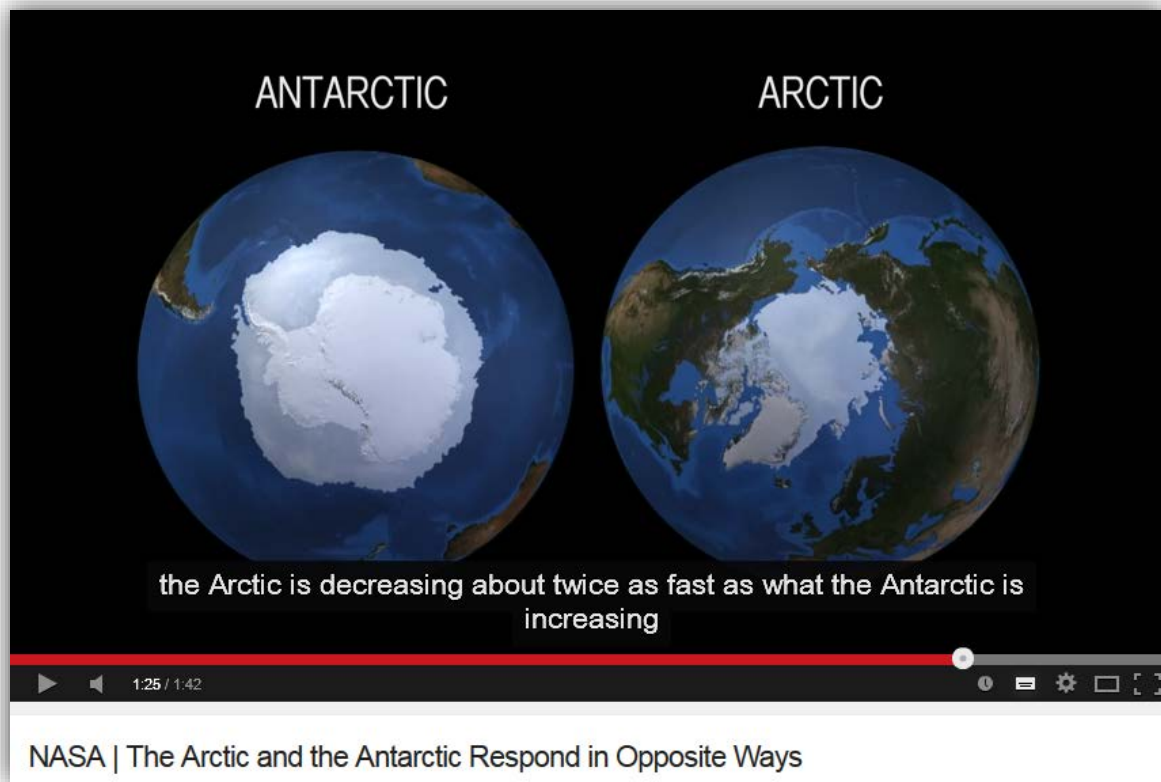 ANTARCTIC
ARCTIC
the Arctic is decreasing about twice as fast as what the Antarctic is
increasing
1:25 / 1:42
NASA | The Arctic and the Antarctic Respond in Opposite Ways